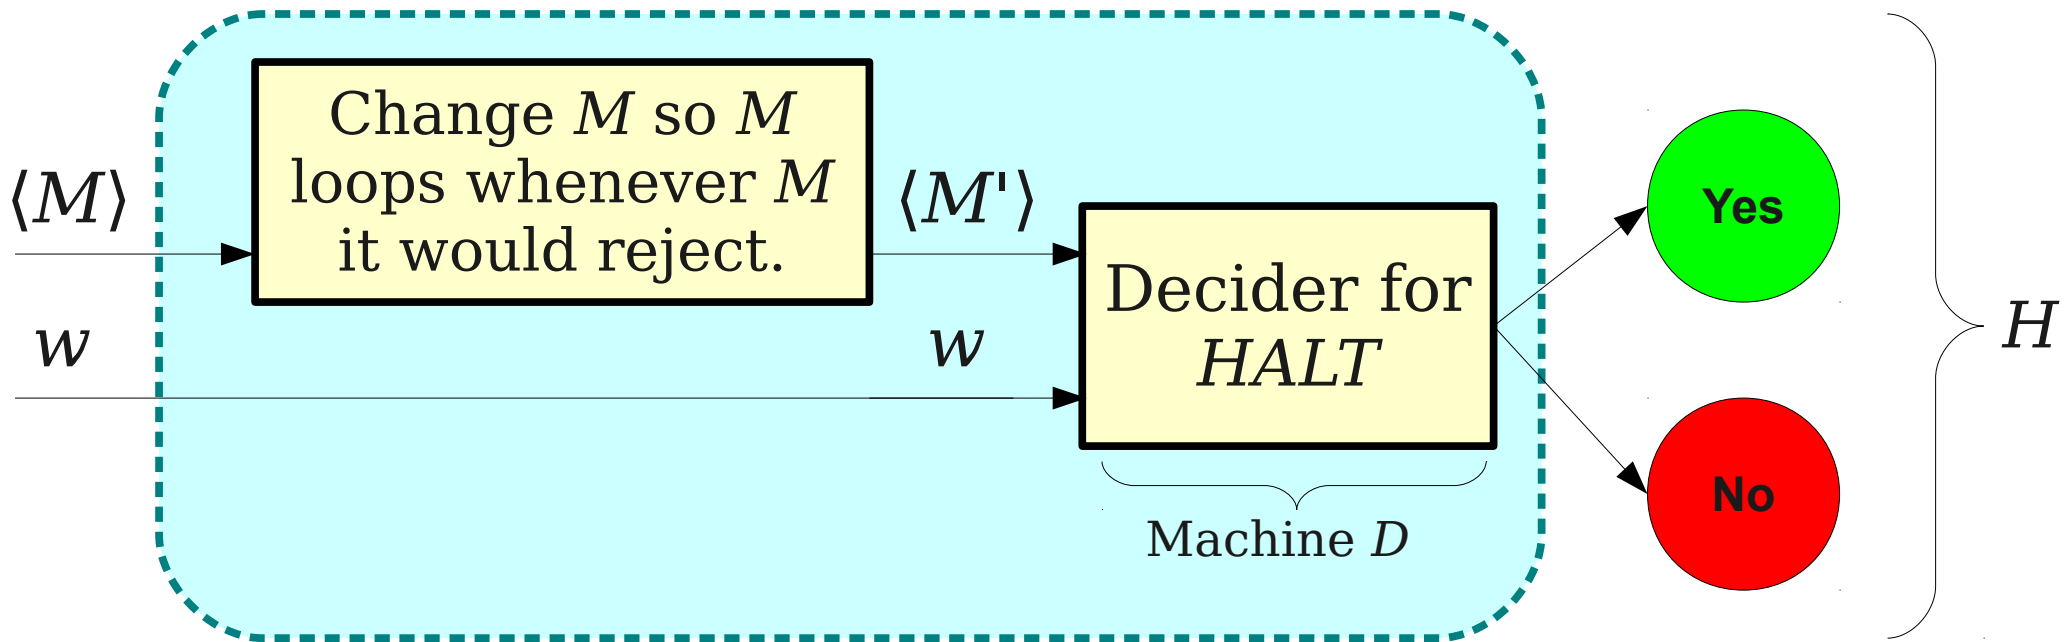 Change M so M
loops whenever M
it would reject.
⟨M⟩
⟨M'⟩
w
w
Decider for
HALT
Machine D
Yes
No
H